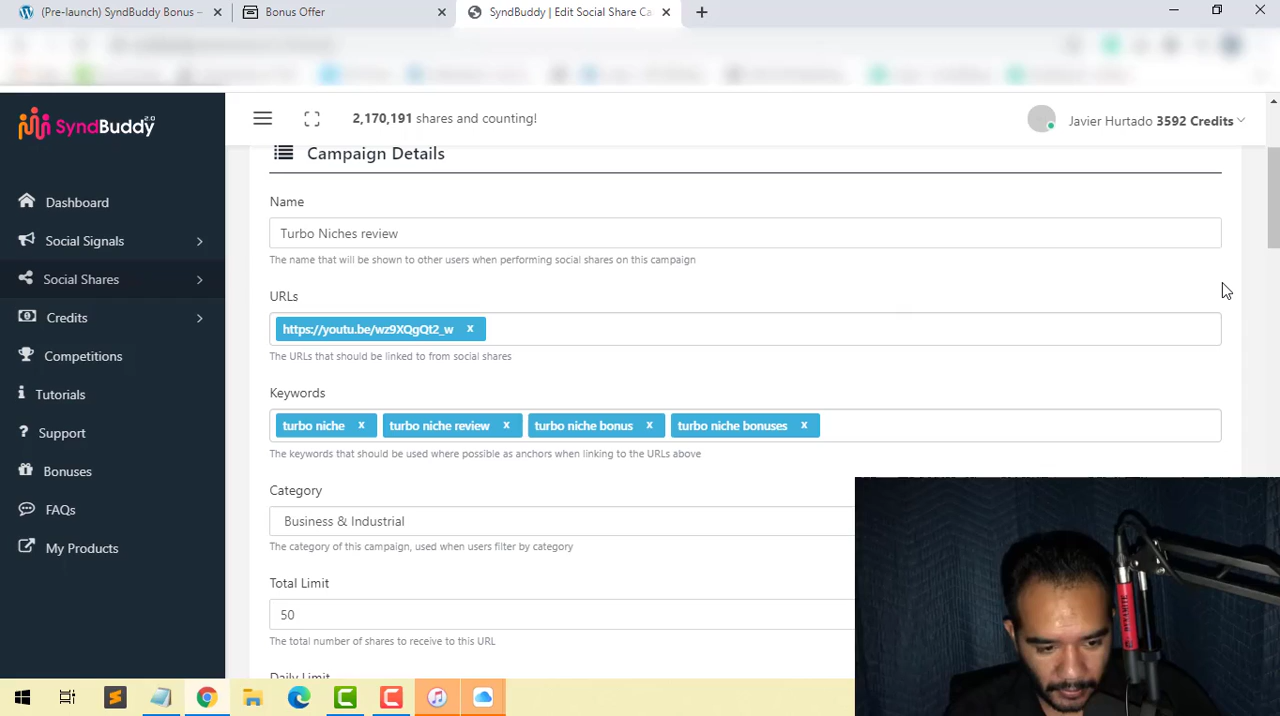 (Pre-launch) SyndBuddy Bonus –
Bonus Offer
SyndBuddy | Edit Social Share Ca
SyndBuddy 2.0
2,170,191 shares and counting!
Javier Hurtado 3592 Credits
Dashboard
Social Signals
Social Shares
Credits
Competitions
Tutorials
Support
Bonuses
FAQs
My Products
Campaign Details
Name
Turbo Niches review
The name that will be shown to other users when performing social shares on this campaign
URLs
https://youtu.be/wz9XQgQt2_w x
The URLs that should be linked to from social shares
Keywords
turbo niche x turbo niche review x turbo niche bonus x turbo niche bonuses x
The keywords that should be used where possible as anchors when linking to the URLs above
Category
Business & Industrial
The category of this campaign, used when users filter by category
Total Limit
50
The total number of shares to receive to this URL
Daily Limit